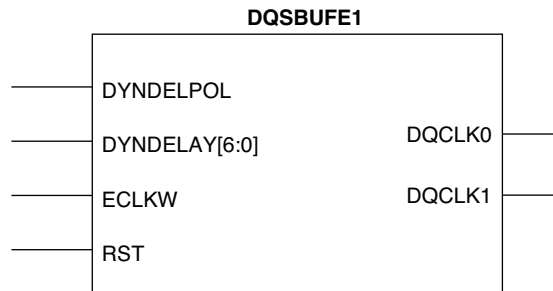 DQSBUFE1
DYNDELPOL
DYNDELAY[6:0]
ECLKW
RST
DQCLK0
DQCLK1